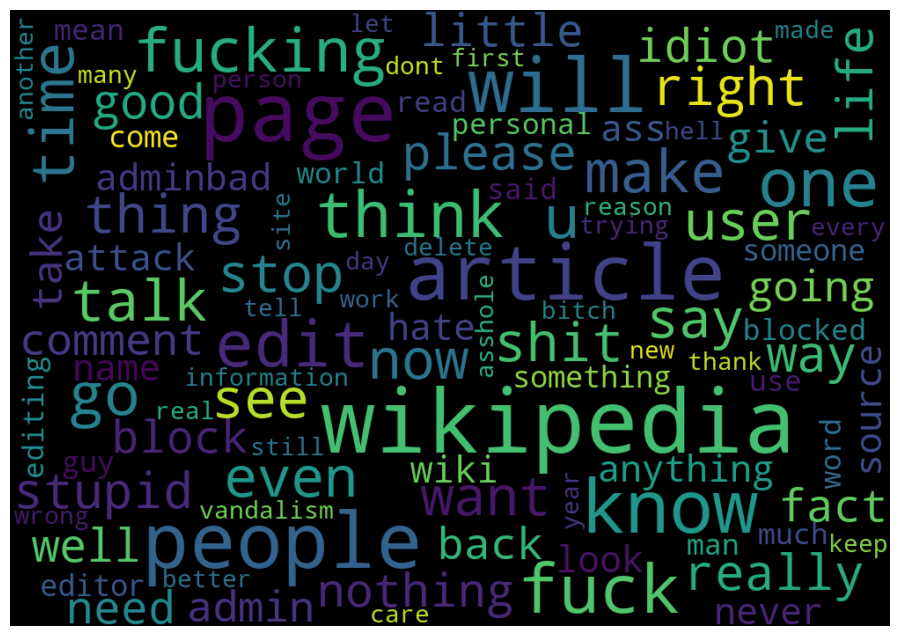 another
mean
fucking
let
little
idiot
made
many
person
dont
first
will
right
life
time
good
page
read
come
personal
ass
hell
give
please
adminbad
world
said
make
one
thing
think
u
reason
trying
user
every
take
site
attack
stop
day
delete
article
someone
going
talk
tell
work
asshole
bitch
say
blocked
comment
edit
hate
now
shit
new
thank
way
name
information
something
use
source
editing
go
real
see
wikipedia
block
still
guy
even
wiki
anything
word
stupid
want
year
know
fact
wrong
vandalism
well
people
back
man
much
keep
look
really
editor
better
nothing
fuck
need
admin
care
never